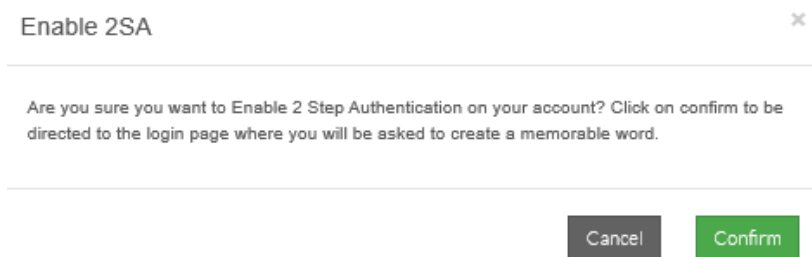 Enable 2SA
×
Are you sure you want to Enable 2 Step Authentication on your account? Click on confirm to be
directed to the login page where you will be asked to create a memorable word.
Cancel Confirm